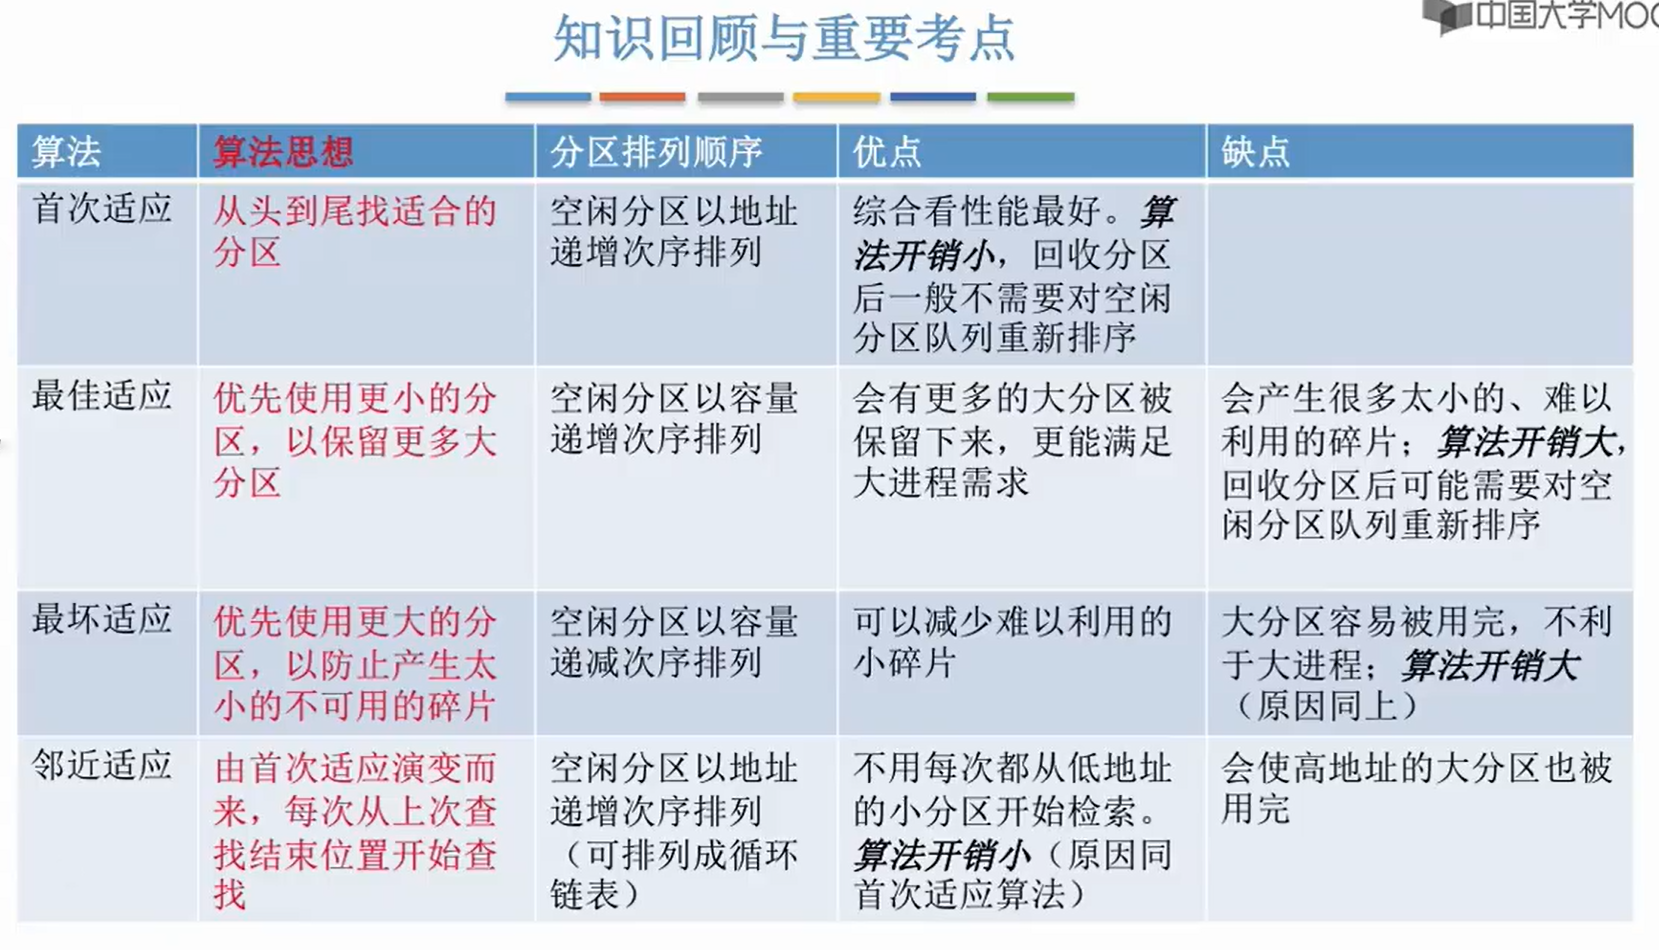 中国大学MOO
知识回顾与重要考点
算法
算法思想
分区排列顺序
优点
缺点
首次适应
从头到尾找适合的
分区
空闲分区以地址
递增次序排列
综合看性能最好。算
法开销小，回收分区
后一般不需要对空闲
分区队列重新排序
最佳适应
优先使用更小的分
区，以保留更多大
分区
空闲分区以容量
递增次序排列
会有更多的大分区被
保留下来，更能满足
大进程需求
会产生很多太小的、难以
利用的碎片；算法开销大，
回收分区后可能需要对空
闲分区队列重新排序
最坏适应
优先使用更大的分
区，以防止产生太
小的不可用的碎片
空闲分区以容量
递减次序排列
可以减少难以利用的
小碎片
大分区容易被用完，不利
于大进程；算法开销大
（原因同上）
邻近适应
由首次适应演变而
来，每次从上次查
找结束位置开始查
找
空闲分区以地址
递增次序排列
（可排列成循环
链表）
不用每次都从低地址
的小分区开始检索。
算法开销小（原因同
首次适应算法）
会使高地址的大分区也被
用完